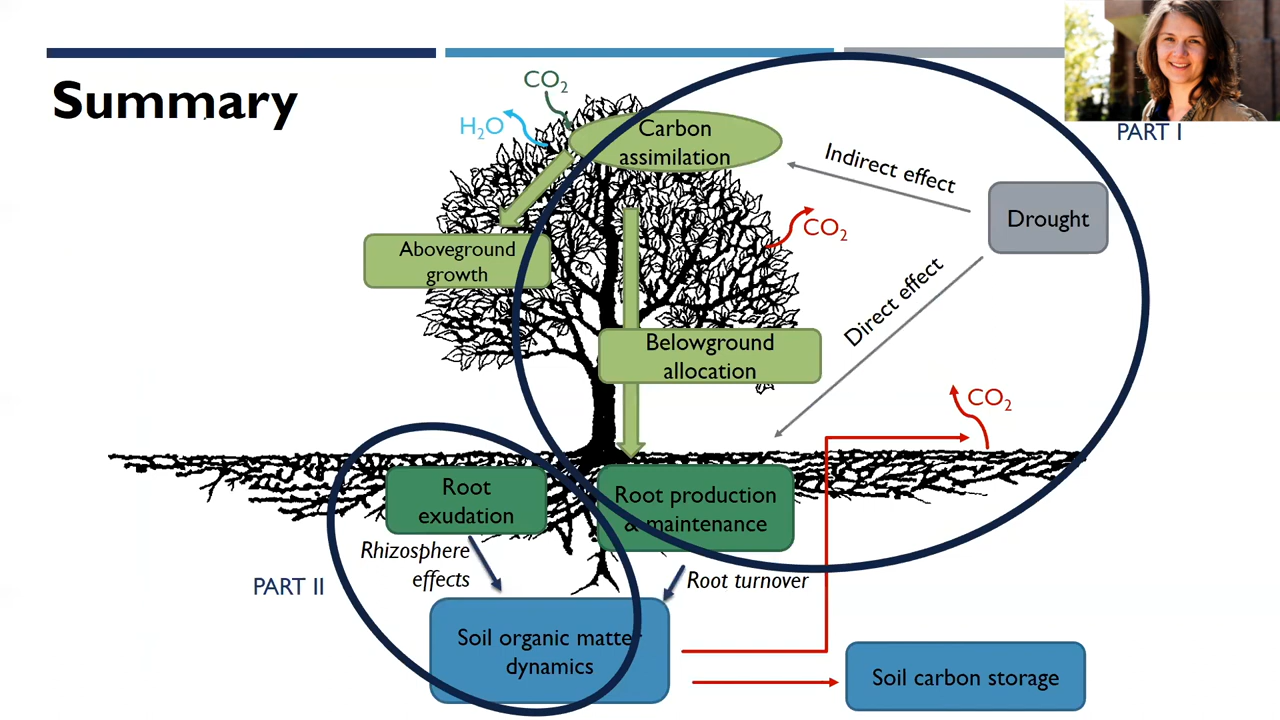 Summary
CO₂
H₂O
Carbon
assimilation
PART I
Indirect effect
Drought
CO₂
Aboveground
growth
Direct effect
Belowground
allocation
CO₂
Root
exudation
Root production
& maintenance
Rhizosphere
effects
PART II
Root turnover
Soil organic matter
dynamics
Soil carbon storage